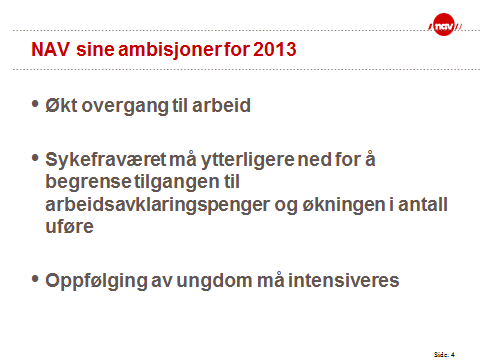 nav
NAV sine ambisjoner for 2013
• Økt overgang til arbeid
• Sykefraværet må ytterligere ned for å
begrense tilgangen til
arbeidsavklaringspenger og økningen i antall
uføre
• Oppfølging av ungdom må intensiveres
Side: 4